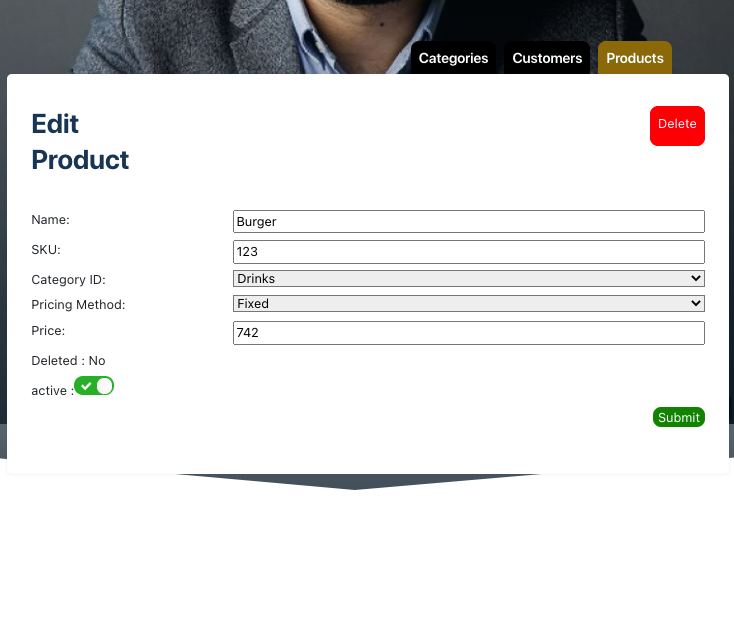 Categories Customers Products
Edit
Product
Delete
Name: Burger
SKU: 123
Category ID: Drinks
Pricing Method: Fixed
Price: 742
Deleted : No
active :
Submit